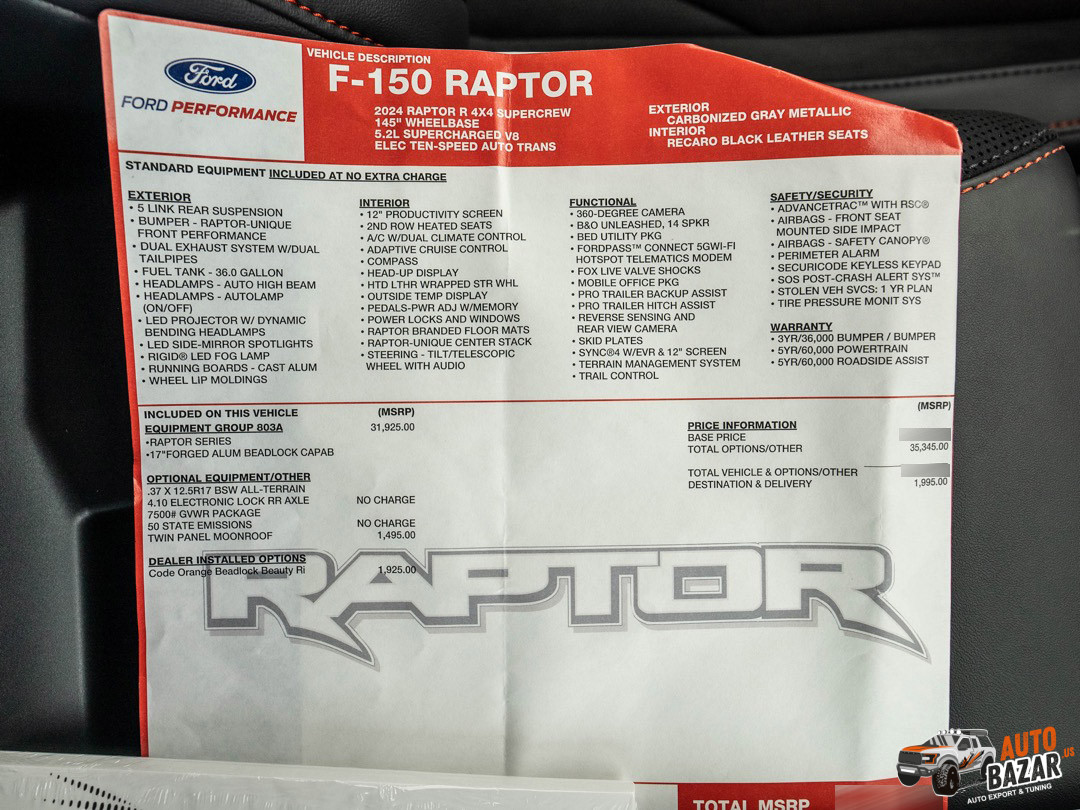 Ford
FORD PERFORMANCE
VEHICLE DESCRIPTION
F-150 RAPTOR
2024 RAPTOR R 4X4 SUPERCREW
145" WHEELBASE
5.2L SUPERCHARGED V8
ELEC TEN-SPEED AUTO TRANS
EXTERIOR
CARBONIZED GRAY METALLIC
INTERIOR
RECARO BLACK LEATHER SEATS
STANDARD EQUIPMENT INCLUDED AT NO EXTRA CHARGE
EXTERIOR
• 5 LINK REAR SUSPENSION
• BUMPER - RAPTOR-UNIQUE
FRONT PERFORMANCE
• DUAL EXHAUST SYSTEM W/DUAL
TAILPIPES
• FUEL TANK - 36.0 GALLON
• HEADLAMPS - AUTO HIGH BEAM
• HEADLAMPS - AUTOLAMP
(ON/OFF)
• LED PROJECTOR W/ DYNAMIC
BENDING HEADLAMPS
• LED SIDE-MIRROR SPOTLIGHTS
• RIGID® LED FOG LAMP
• RUNNING BOARDS - CAST ALUM
• WHEEL LIP MOLDINGS
INTERIOR
• 12" PRODUCTIVITY SCREEN
• 2ND ROW HEATED SEATS
• A/C W/DUAL CLIMATE CONTROL
• ADAPTIVE CRUISE CONTROL
• COMPASS
• HEAD-UP DISPLAY
• HTD LTHR WRAPPED STR WHL
• OUTSIDE TEMP DISPLAY
• PEDALS-PWR ADJ W/MEMORY
• POWER LOCKS AND WINDOWS
• RAPTOR BRANDED FLOOR MATS
• RAPTOR-UNIQUE CENTER STACK
• STEERING - TILT/TELESCOPIC
WHEEL WITH AUDIO
FUNCTIONAL
• 360-DEGREE CAMERA
• B&O UNLEASHED, 14 SPKR
• BED UTILITY PKG
• FORDPASS™ CONNECT 5GWI-FI
HOTSPOT TELEMATICS MODEM
• FOX LIVE VALVE SHOCKS
• MOBILE OFFICE PKG
• PRO TRAILER BACKUP ASSIST
• PRO TRAILER HITCH ASSIST
• REVERSE SENSING AND
REAR VIEW CAMERA
• SKID PLATES
• SYNC®4 W/EVR & 12" SCREEN
• TERRAIN MANAGEMENT SYSTEM
• TRAIL CONTROL
SAFETY/SECURITY
• ADVANCETRAC™ WITH RSC®
• AIRBAGS - FRONT SEAT
MOUNTED SIDE IMPACT
• AIRBAGS - SAFETY CANOPY®
• PERIMETER ALARM
• SECURICODE KEYLESS KEYPAD
• SOS POST-CRASH ALERT SYS™
• STOLEN VEH SVCS: 1 YR PLAN
• TIRE PRESSURE MONIT SYS
WARRANTY
• 3YR/36,000 BUMPER / BUMPER
• 5YR/60,000 POWERTRAIN
• 5YR/60,000 ROADSIDE ASSIST
INCLUDED ON THIS VEHICLE (MSRP)
EQUIPMENT GROUP 803A 31,925.00
•RAPTOR SERIES
•17"FORGED ALUM BEADLOCK CAPAB
OPTIONAL EQUIPMENT/OTHER
.37 X 12.5R17 BSW ALL-TERRAIN
4.10 ELECTRONIC LOCK RR AXLE NO CHARGE
7500# GVWR PACKAGE
50 STATE EMISSIONS NO CHARGE
TWIN PANEL MOONROOF 1,495.00
DEALER INSTALLED OPTIONS
Code Orange Beadlock Beauty Ri 1,925.00
(MSRP)
PRICE INFORMATION
BASE PRICE
TOTAL OPTIONS/OTHER 35,345.00
TOTAL VEHICLE & OPTIONS/OTHER
DESTINATION & DELIVERY 1,995.00
RAPTOR
TOTAL MSRP
AUTO
BAZAR US
AUTO EXPORT & TUNING